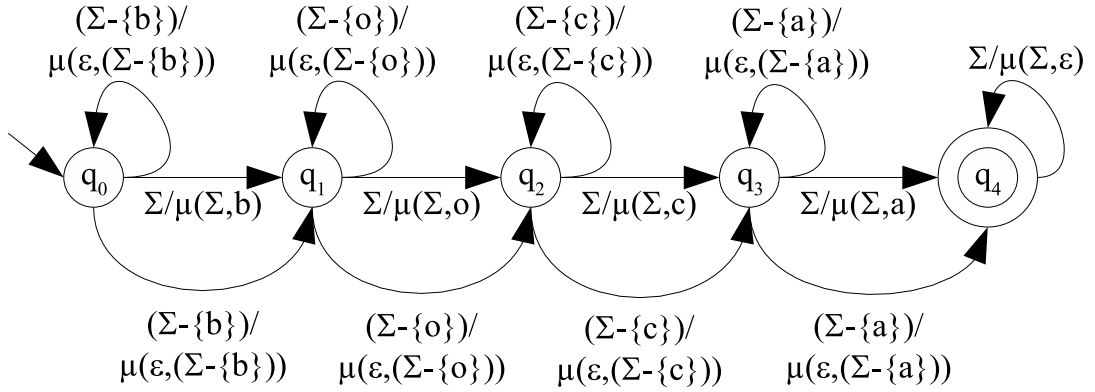 (Σ-{b})/
μ(ε,(Σ-{b}))
(Σ-{o})/
μ(ε,(Σ-{o}))
(Σ-{c})/
μ(ε,(Σ-{c}))
(Σ-{a})/
μ(ε,(Σ-{a}))
Σ/μ(Σ,ε)
q₀
q₁
q₂
q₃
q₄
Σ/μ(Σ,b)
Σ/μ(Σ,o)
Σ/μ(Σ,c)
Σ/μ(Σ,a)
(Σ-{b})/
μ(ε,(Σ-{b}))
(Σ-{o})/
μ(ε,(Σ-{o}))
(Σ-{c})/
μ(ε,(Σ-{c}))
(Σ-{a})/
μ(ε,(Σ-{a}))